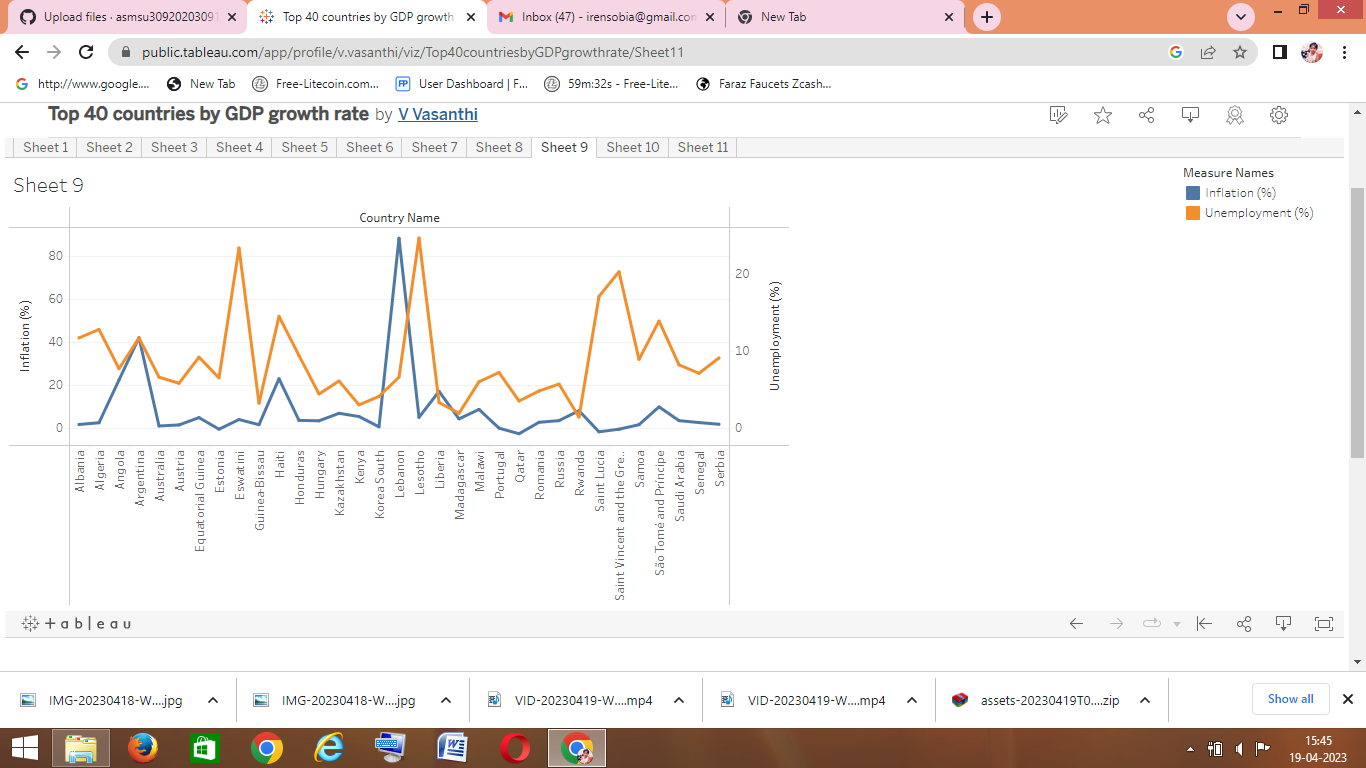 Upload files · asmsu3092020309
Top 40 countries by GDP growth
Inbox (47) - irensobia@gmail.com
New Tab
public.tableau.com/app/profile/v.vasanthi/viz/Top40countriesbyGDPgrowthrate/Sheet11
http://www.google....
New Tab
Free-Litecoin.com...
User Dashboard | F...
59m:32s - Free-Lite...
Faraz Faucets Zcash...
Top 40 countries by GDP growth rate by V Vasanthi
Sheet 1 Sheet 2 Sheet 3 Sheet 4 Sheet 5 Sheet 6 Sheet 7 Sheet 8 Sheet 9 Sheet 10 Sheet 11
Sheet 9
Measure Names
Inflation (%)
Unemployment (%)
Country Name
Inflation (%)
80
60
40
20
0
20
10
0
Unemployment (%)
Albania
Algeria
Angola
Argentina
Australia
Austria
Equatorial Guinea
Estonia
Eswatini
Guinea-Bissau
Haiti
Honduras
Hungary
Kazakhstan
Kenya
Korea South
Lebanon
Lesotho
Liberia
Madagascar
Malawi
Portugal
Qatar
Romania
Russia
Rwanda
Saint Lucia
Saint Vincent and the Gre..
Samoa
São Tomé and Príncipe
Saudi Arabia
Senegal
Serbia
+ableau
IMG-20230418-W....jpg
IMG-20230418-W....jpg
VID-20230419-W....mp4
VID-20230419-W....mp4
assets-20230419T0....zip
Show all
15:45
19-04-2023